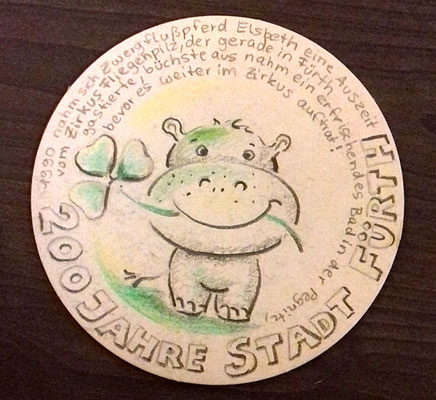 1990 nahm sich Zwergflußpferd Elspeth eine Auszeit
vom Zirkus Fliegenpilz, der gerade in Fürth
gastierte, büchste aus nahm ein erfrischendes Bad in der Pegnitz
bevor es weiter im Zirkus auftrat.
200 JAHRE STADT FÜRTH